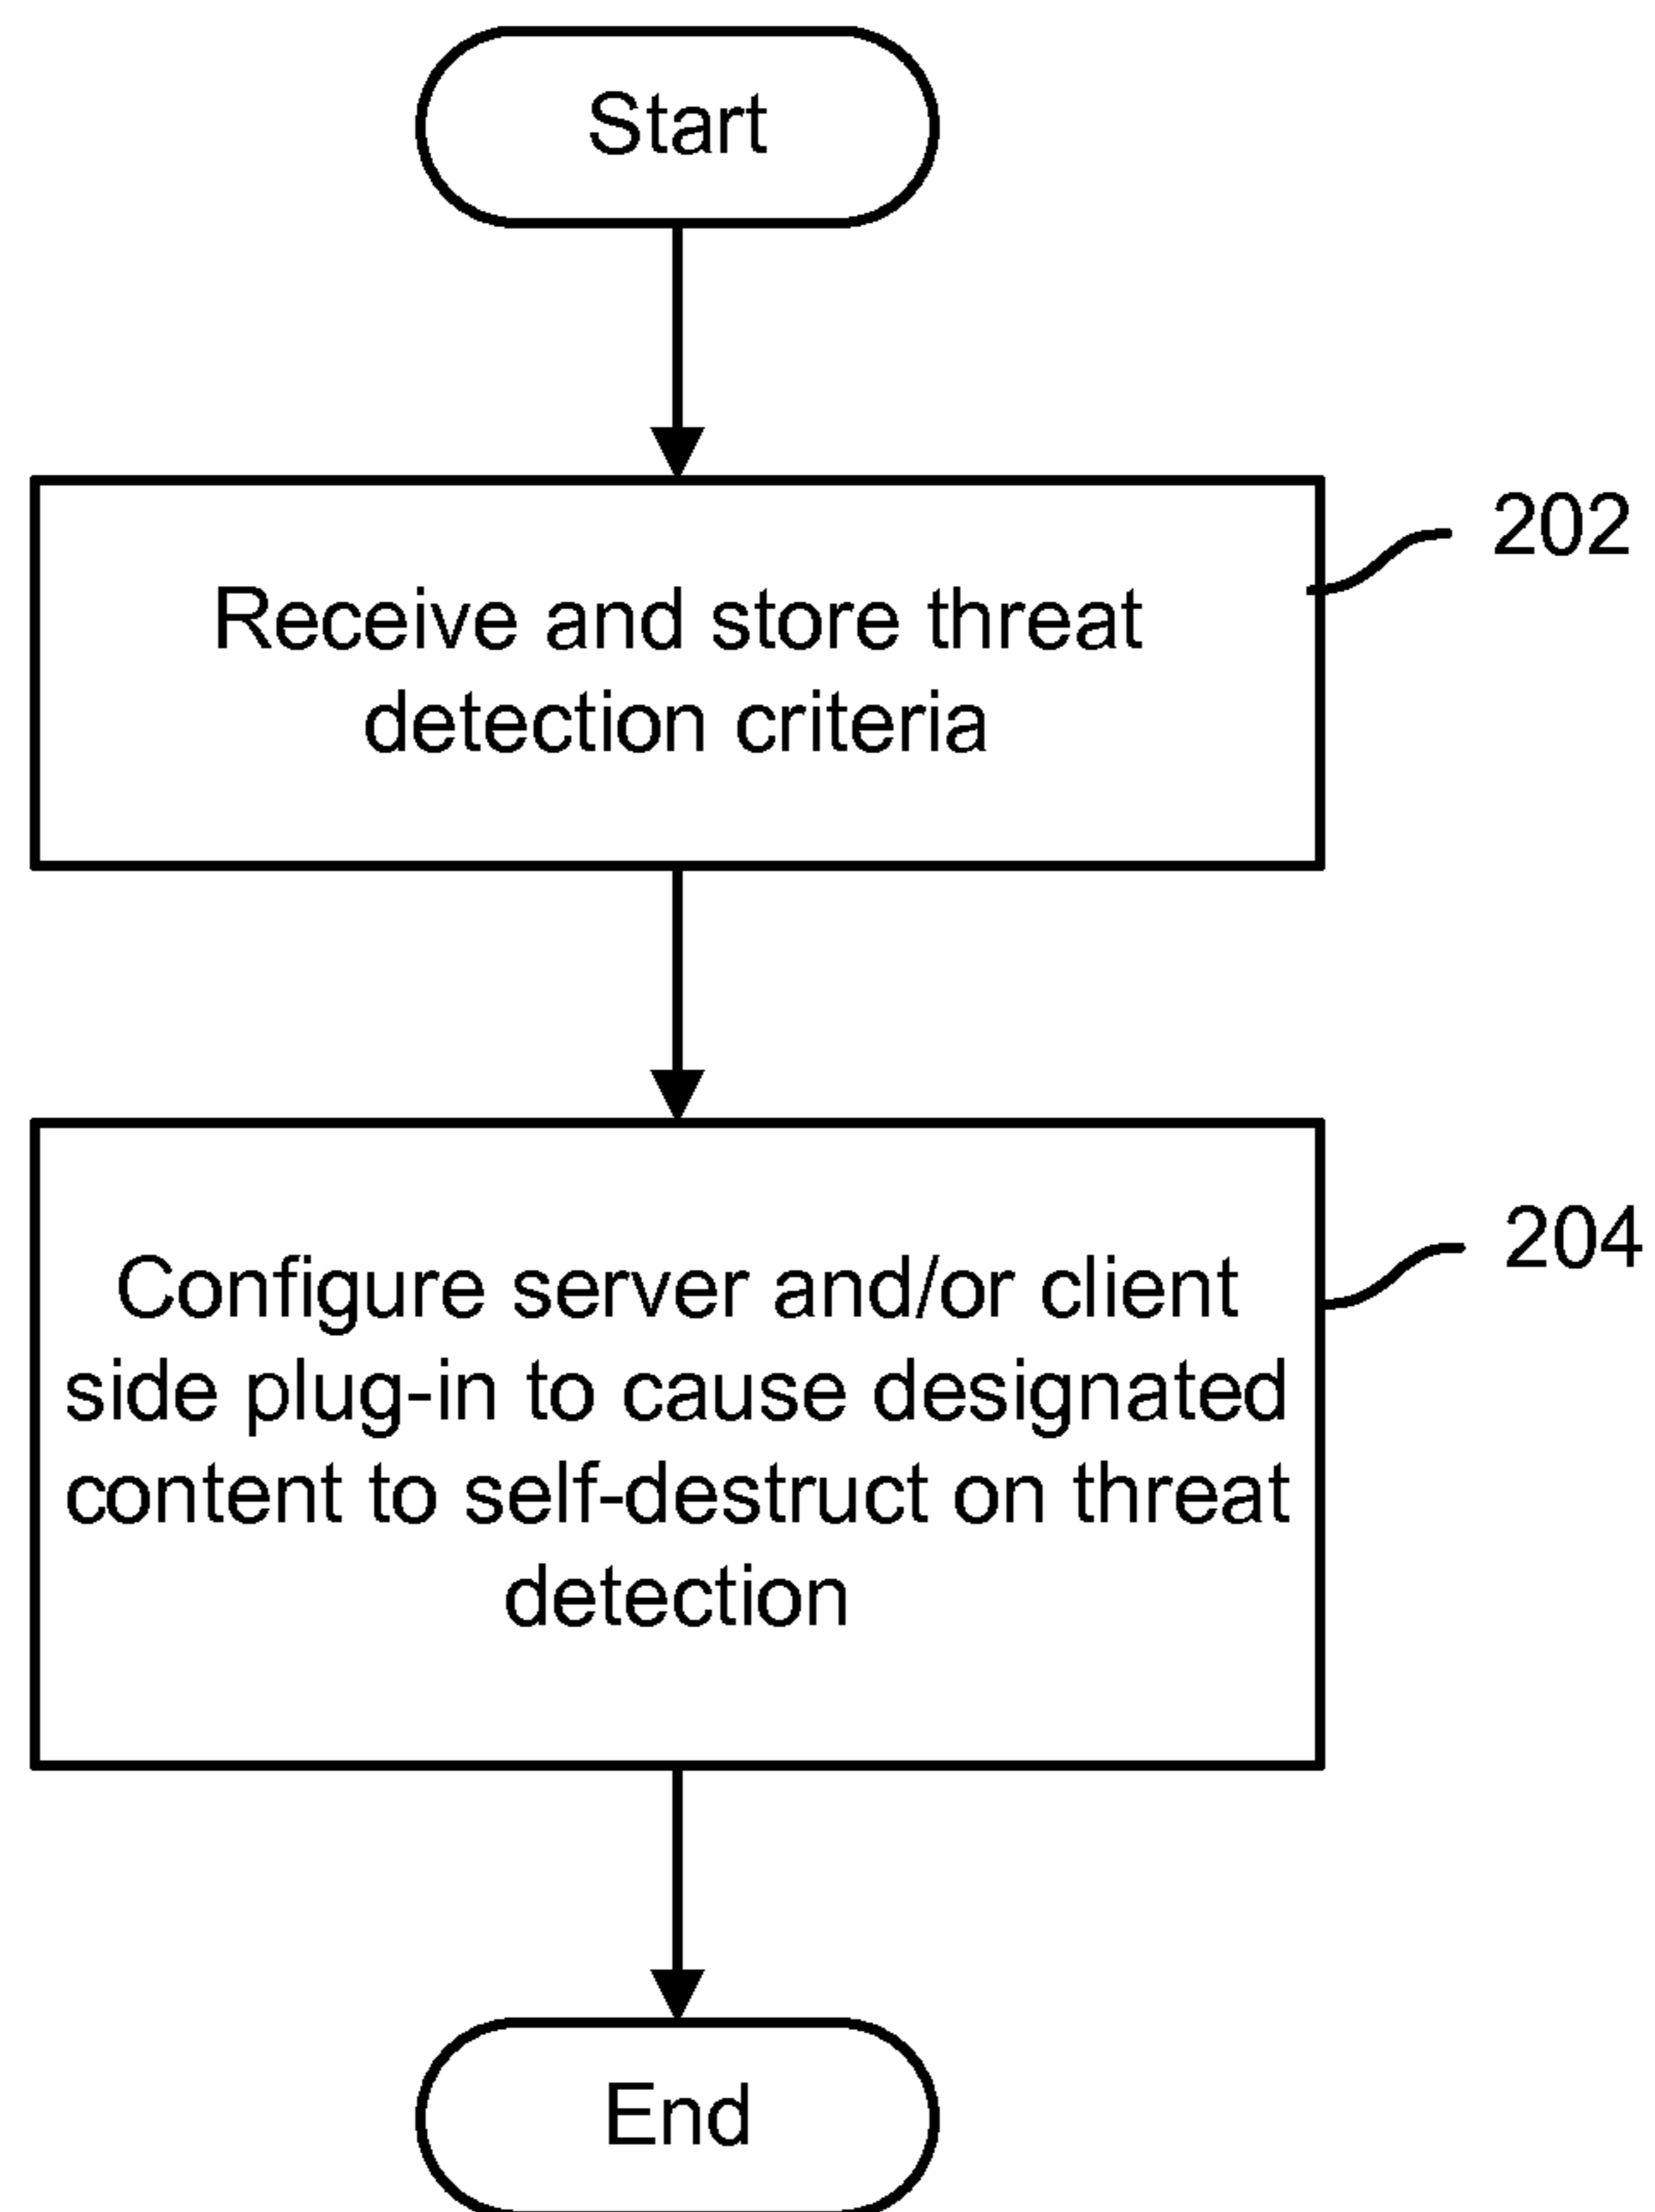 Start
202
Receive and store threat
detection criteria
204
Configure server and/or client
side plug-in to cause designated
content to self-destruct on threat
detection
End